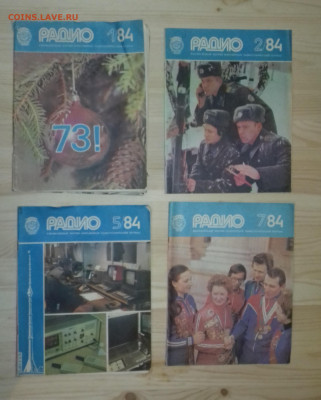 COINS.LAVE.RU
РАДИО 1/84
73!
РАДИО 2/84
РАДИО 5/84
РАДИО 7/84